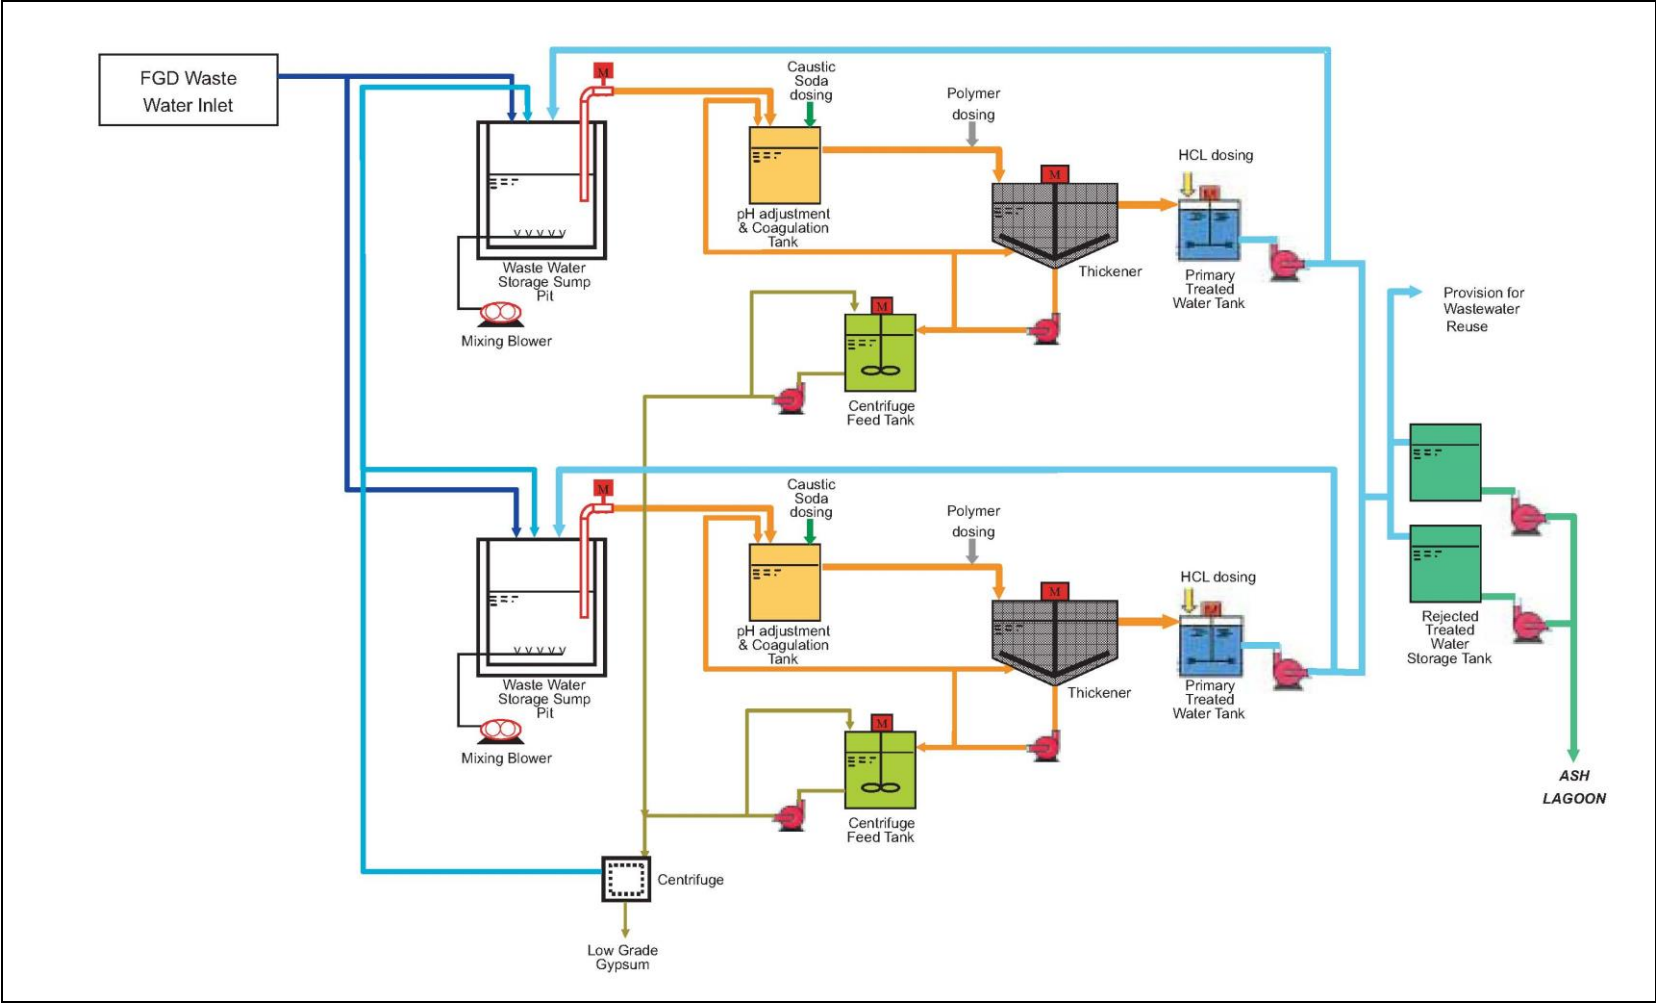 FGD Waste
Water Inlet
M
Caustic
Soda
dosing
Polymer
dosing
HCL dosing
M
M
pH adjustment
& Coagulation
Tank
Waste Water
Storage Sump
Pit
Thickener
Primary
Treated
Water Tank
Provision for
Wastewater
Reuse
M
Mixing Blower
Centrifuge
Feed Tank
M
Caustic
Soda
dosing
Polymer
dosing
HCL dosing
M
M
pH adjustment
& Coagulation
Tank
Waste Water
Storage Sump
Pit
Thickener
Primary
Treated
Water Tank
Rejected
Treated
Water
Storage Tank
M
Mixing Blower
Centrifuge
Feed Tank
ASH
LAGOON
Centrifuge
Low Grade
Gypsum